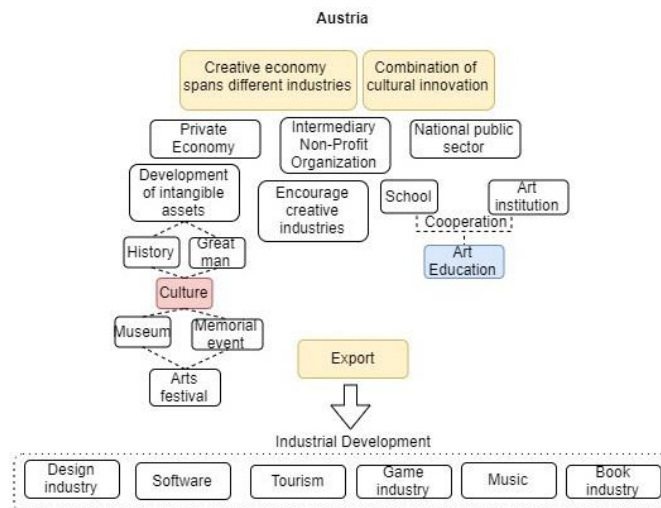 Austria
Creative economy
spans different industries
Combination of
cultural innovation
Private
Economy
Intermediary
Non-Profit
Organization
National public
sector
Development
of intangible
assets
Encourage
creative
industries
School
Art
institution
Cooperation
Art
Education
History
Great
man
Culture
Museum
Memorial
event
Arts
festival
Export
Industrial Development
Design
industry
Software
Tourism
Game
industry
Music
Book
industry